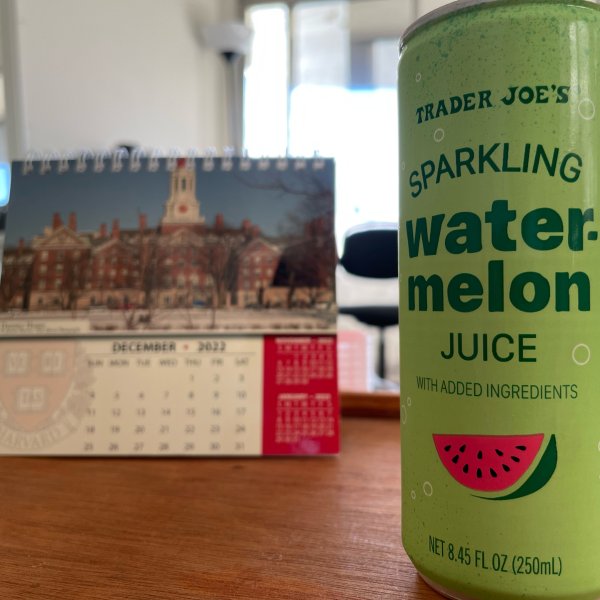 DECEMBER • 2022
SUN MON TUE WED THU FRI SAT
1 2 3
4 5 6 7 8 9 10
11 12 13 14 15 16 17
18 19 20 21 22 23 24
25 26 27 28 29 30 31
HARVARD
TRADER JOE'S
SPARKLING
Water-
melon
JUICE
WITH ADDED INGREDIENTS
NET 8.45 FL OZ (250mL)